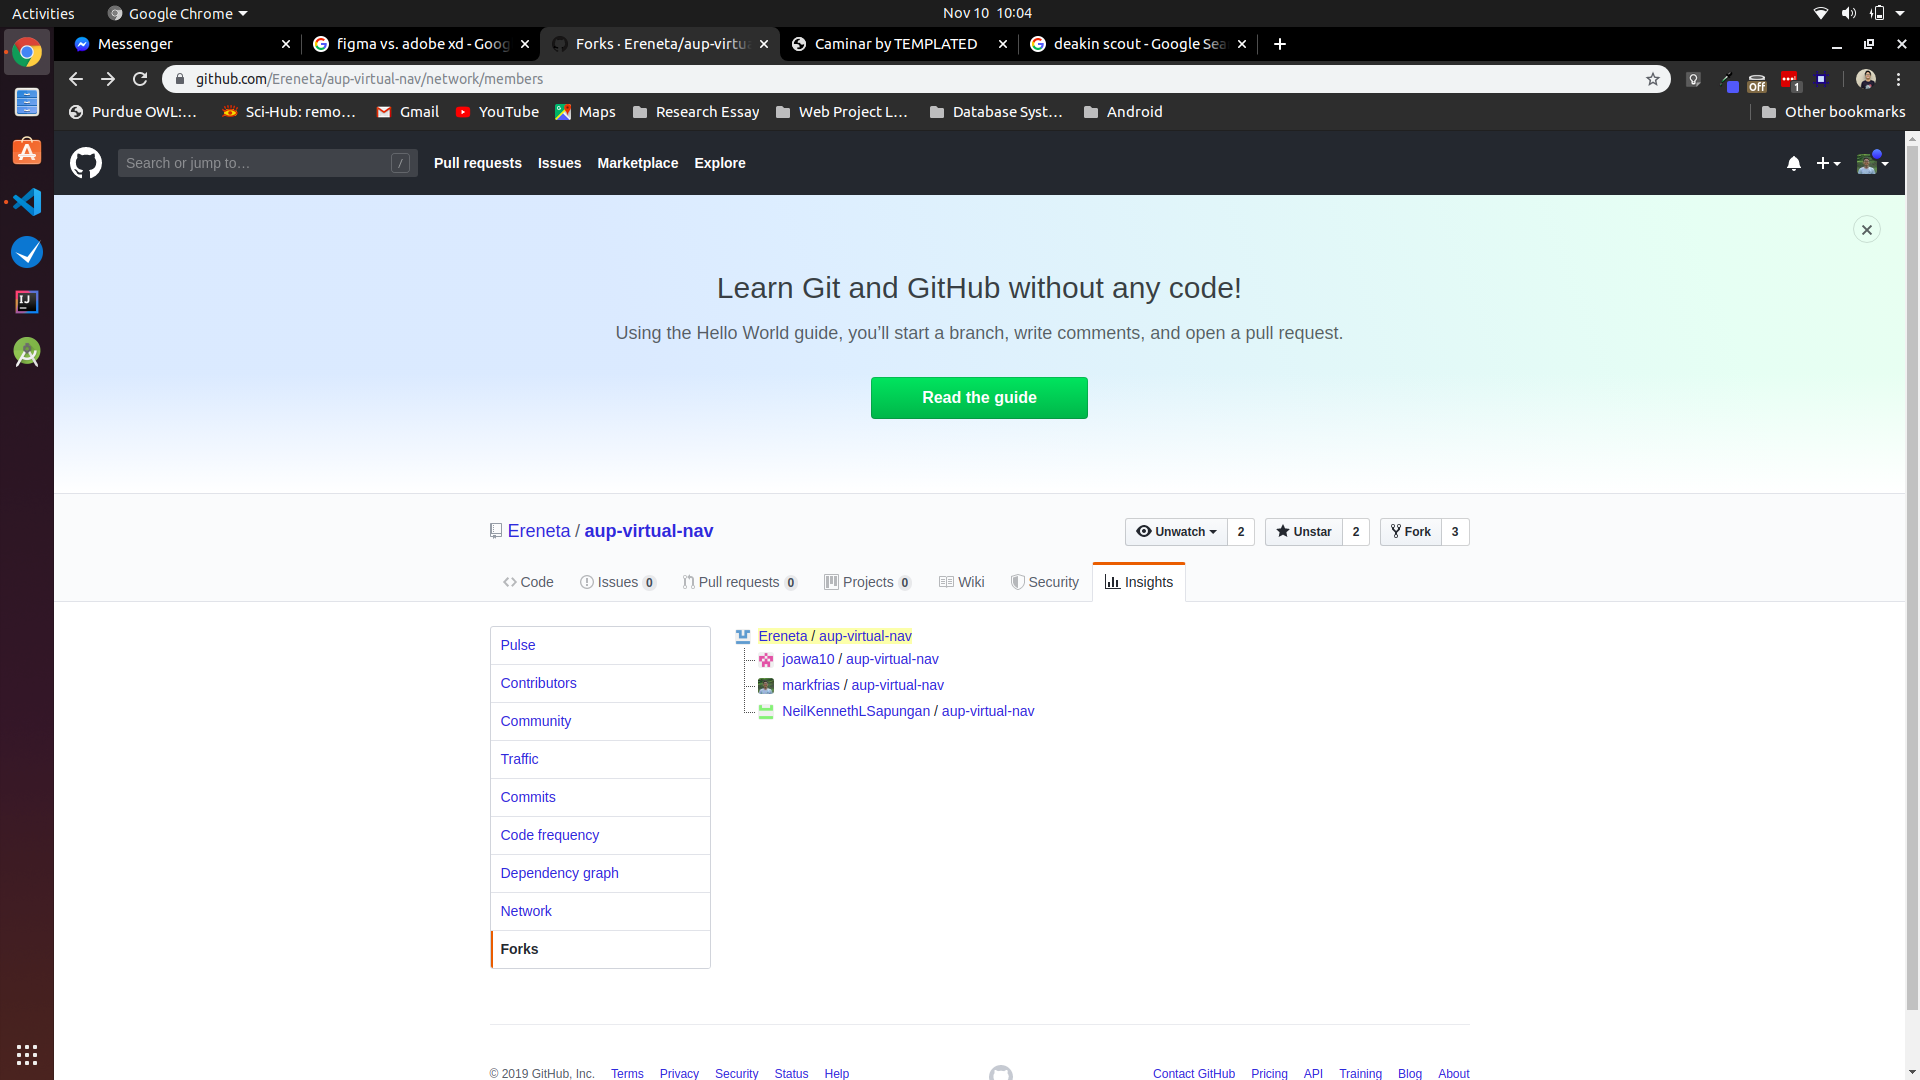 Activities Google Chrome Nov 10 10:04
Messenger figma vs. adobe xd - Goog Forks · Ereneta/aup-virtua Caminar by TEMPLATED deakin scout - Google Sea
github.com/Ereneta/aup-virtual-nav/network/members Off 1
Purdue OWL:... Sci-Hub: remo... Gmail YouTube Maps Research Essay Web Project L... Database Syst... Android Other bookmarks
Search or jump to… / Pull requests Issues Marketplace Explore
Learn Git and GitHub without any code!
Using the Hello World guide, you’ll start a branch, write comments, and open a pull request.
Read the guide
Ereneta / aup-virtual-nav Unwatch 2 Unstar 2 Fork 3
Code Issues 0 Pull requests 0 Projects 0 Wiki Security Insights
Pulse
Contributors
Community
Traffic
Commits
Code frequency
Dependency graph
Network
Forks
Ereneta / aup-virtual-nav
joawa10 / aup-virtual-nav
markfrias / aup-virtual-nav
NeilKennethLSapungan / aup-virtual-nav
© 2019 GitHub, Inc. Terms Privacy Security Status Help Contact GitHub Pricing API Training Blog About